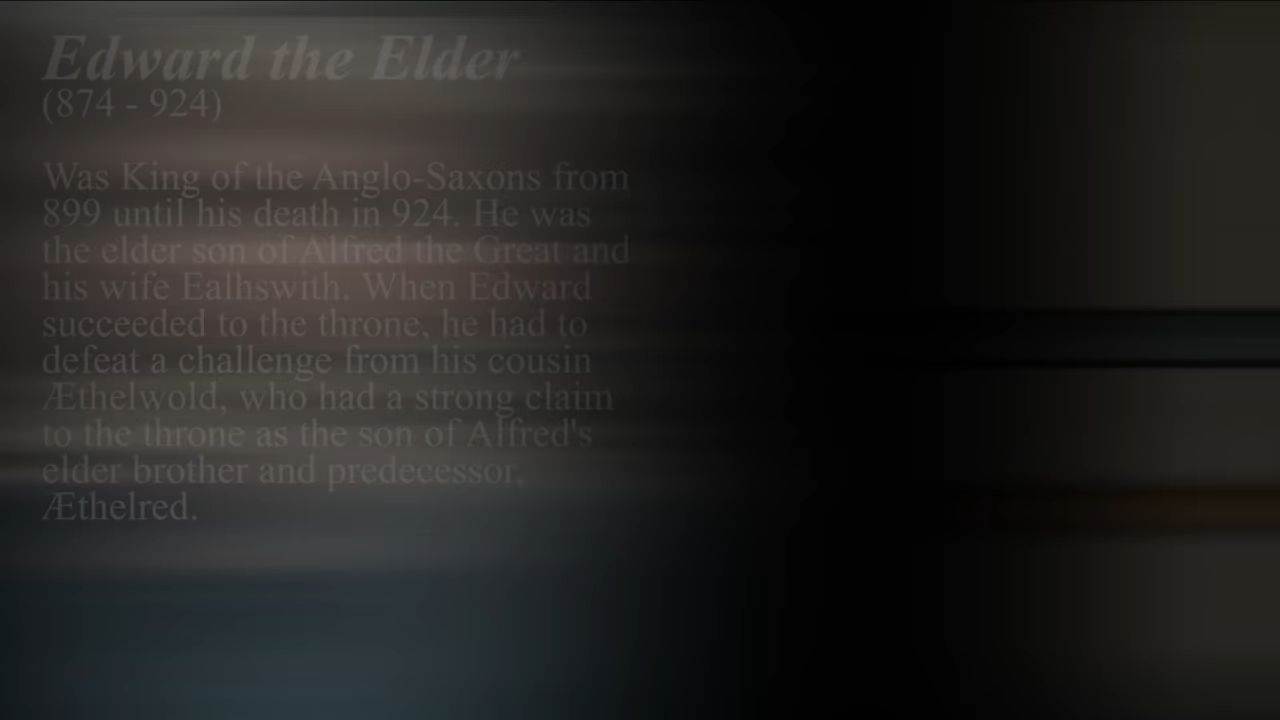 Edward the Elder
(874 - 924)
Was King of the Anglo-Saxons from
899 until his death in 924. He was
the elder son of Alfred the Great and
his wife Ealhswith. When Edward
succeeded to the throne, he had to
defeat a challenge from his cousin
Æthelwold, who had a strong claim
to the throne as the son of Alfred's
elder brother and predecessor,
Æthelred.